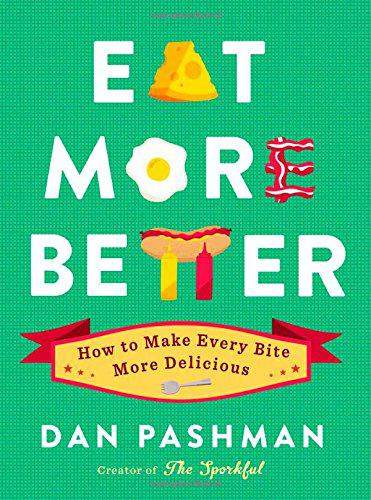 EAT
MORE
BETTER
How to Make Every Bite
More Delicious
DAN PASHMAN
Creator of The Sporkful